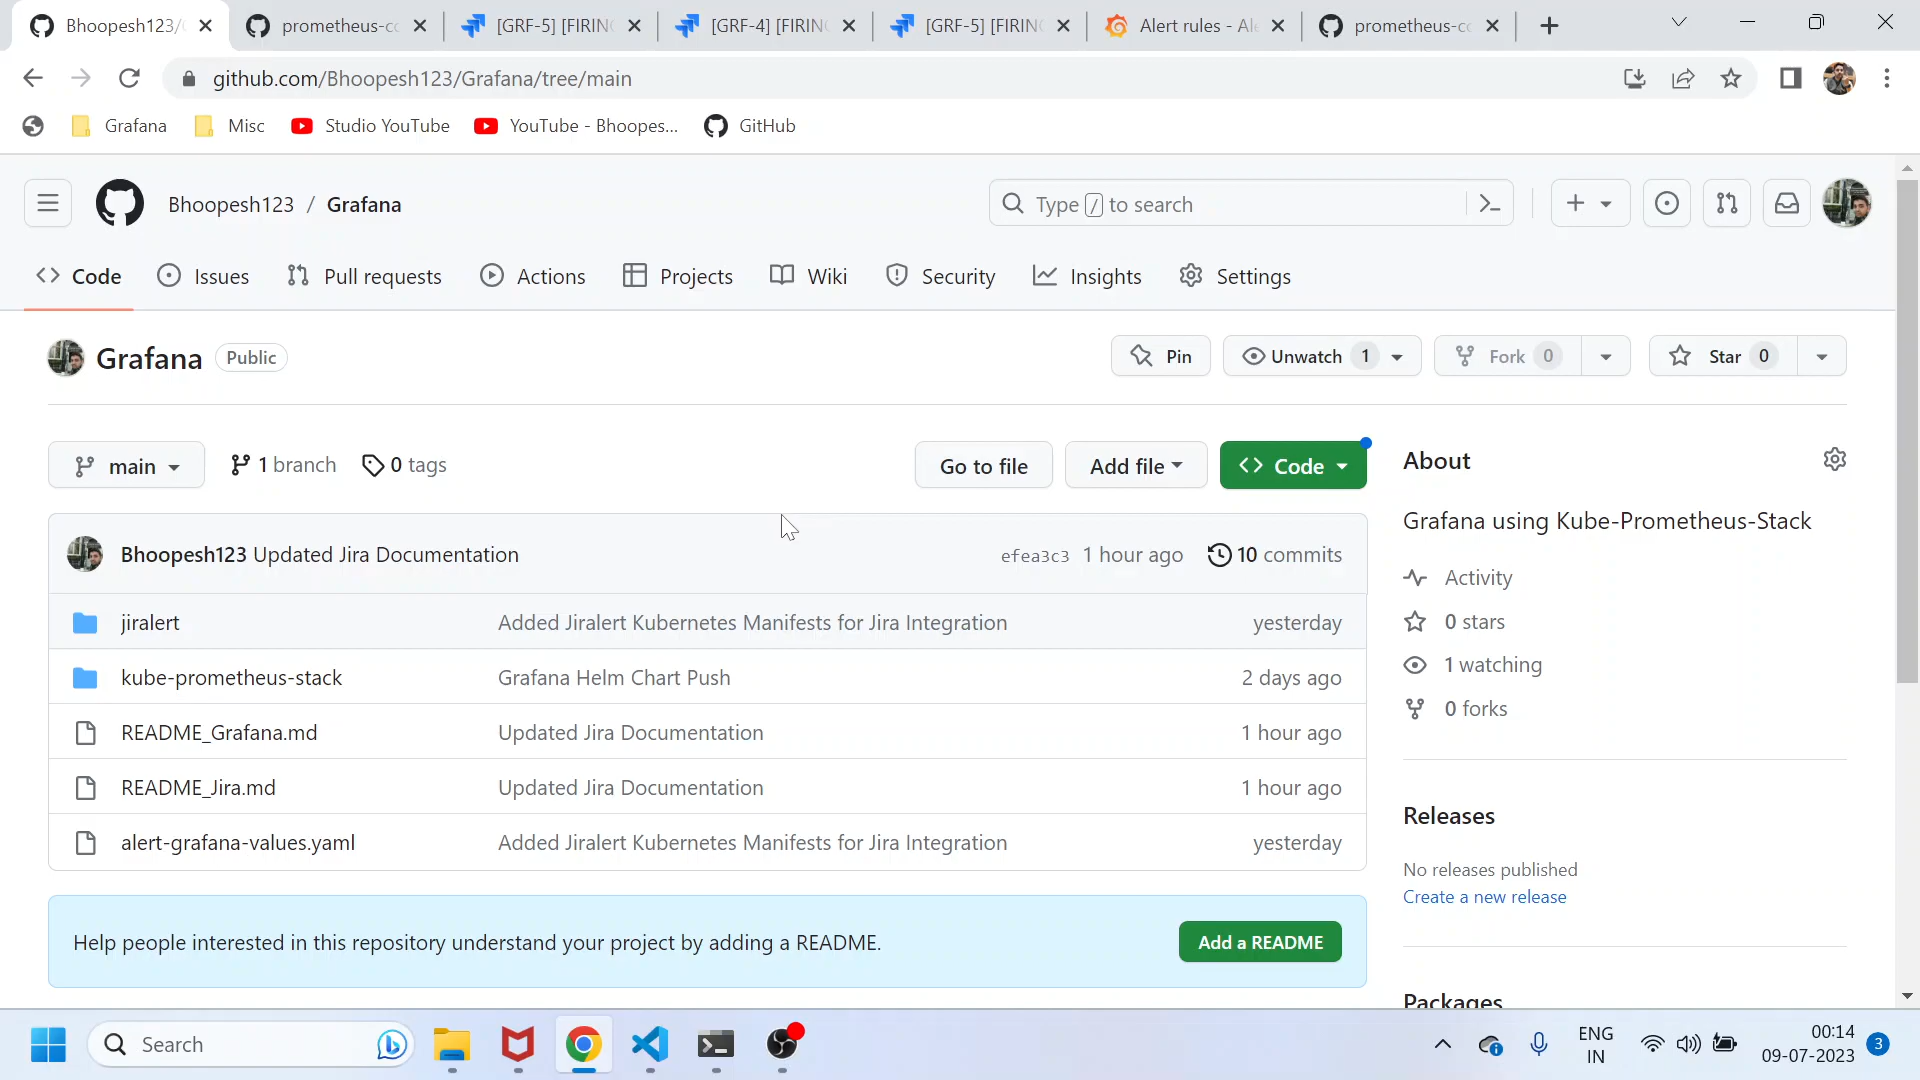 Bhoopesh123/G
prometheus-co
[GRF-5] [FIRING
[GRF-4] [FIRING
[GRF-5] [FIRING
Alert rules - Ale
prometheus-co
github.com/Bhoopesh123/Grafana/tree/main
Grafana
Misc
Studio YouTube
YouTube - Bhoopes...
GitHub
Bhoopesh123 / Grafana
Type / to search
Code
Issues
Pull requests
Actions
Projects
Wiki
Security
Insights
Settings
Grafana
Public
Pin
Unwatch 1
Fork 0
Star 0
main
1 branch
0 tags
Go to file
Add file
Code
About
Grafana using Kube-Prometheus-Stack
Bhoopesh123 Updated Jira Documentation
efea3c3 1 hour ago
10 commits
jiralert
Added Jiralert Kubernetes Manifests for Jira Integration
yesterday
kube-prometheus-stack
Grafana Helm Chart Push
2 days ago
README_Grafana.md
Updated Jira Documentation
1 hour ago
README_Jira.md
Updated Jira Documentation
1 hour ago
alert-grafana-values.yaml
Added Jiralert Kubernetes Manifests for Jira Integration
yesterday
Activity
0 stars
1 watching
0 forks
Releases
No releases published
Create a new release
Packages
Help people interested in this repository understand your project by adding a README.
Add a README
Search
ENG
IN
00:14
09-07-2023
3